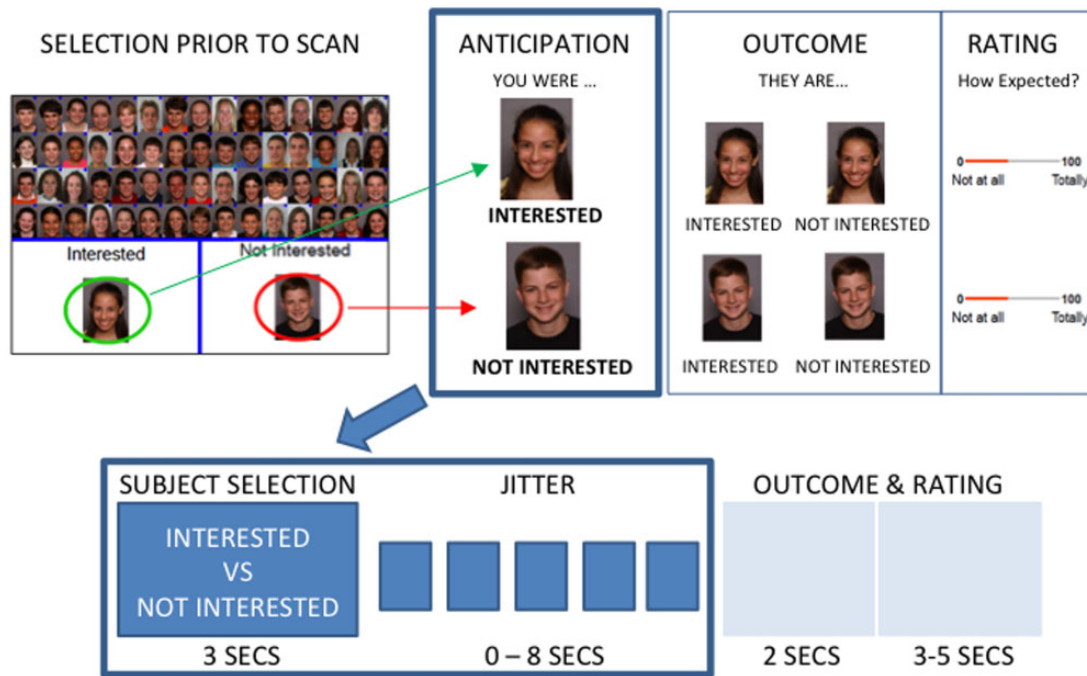 SELECTION PRIOR TO SCAN
Interested
Not Interested
ANTICIPATION
YOU WERE ...
INTERESTED
NOT INTERESTED
OUTCOME
THEY ARE...
INTERESTED
NOT INTERESTED
INTERESTED
NOT INTERESTED
RATING
How Expected?
0 100
Not at all Totally
0 100
Not at all Totally
SUBJECT SELECTION
INTERESTED
VS
NOT INTERESTED
3 SECS
JITTER
0 – 8 SECS
OUTCOME & RATING
2 SECS
3-5 SECS